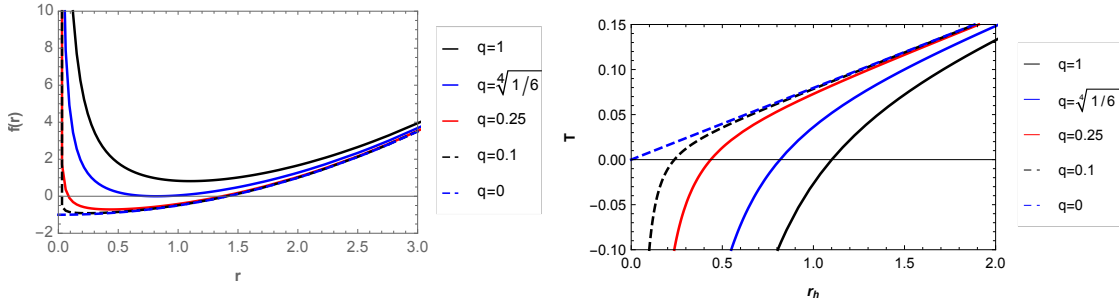 10
8
6
4
2
0
−2
f(r)
0.0 0.5 1.0 1.5 2.0 2.5 3.0
r
q=1
q=∜1/6
q=0.25
q=0.1
q=0
0.15
0.10
0.05
0.00
-0.05
-0.10
T
0.0 0.5 1.0 1.5 2.0
r_h
q=1
q=∜1/6
q=0.25
q=0.1
q=0